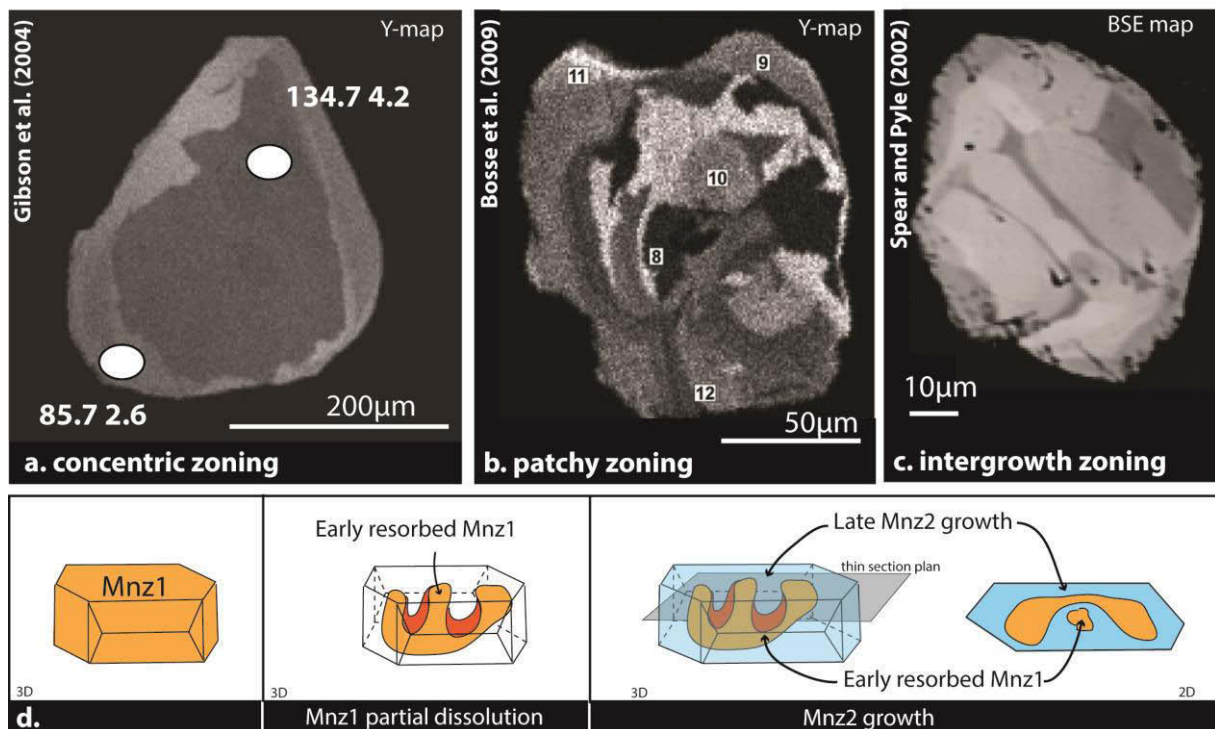 Gibson et al. (2004)
Y-map
134.7 4.2
85.7 2.6
200µm
a. concentric zoning
Bosse et al. (2009)
Y-map
11
9
10
8
12
50µm
b. patchy zoning
Spear and Pyle (2002)
BSE map
10µm
c. intergrowth zoning
Mnz1
3D
d.
Early resorbed Mnz1
3D
Mnz1 partial dissolution
Late Mnz2 growth
thin section plan
Early resorbed Mnz1
3D
2D
Mnz2 growth